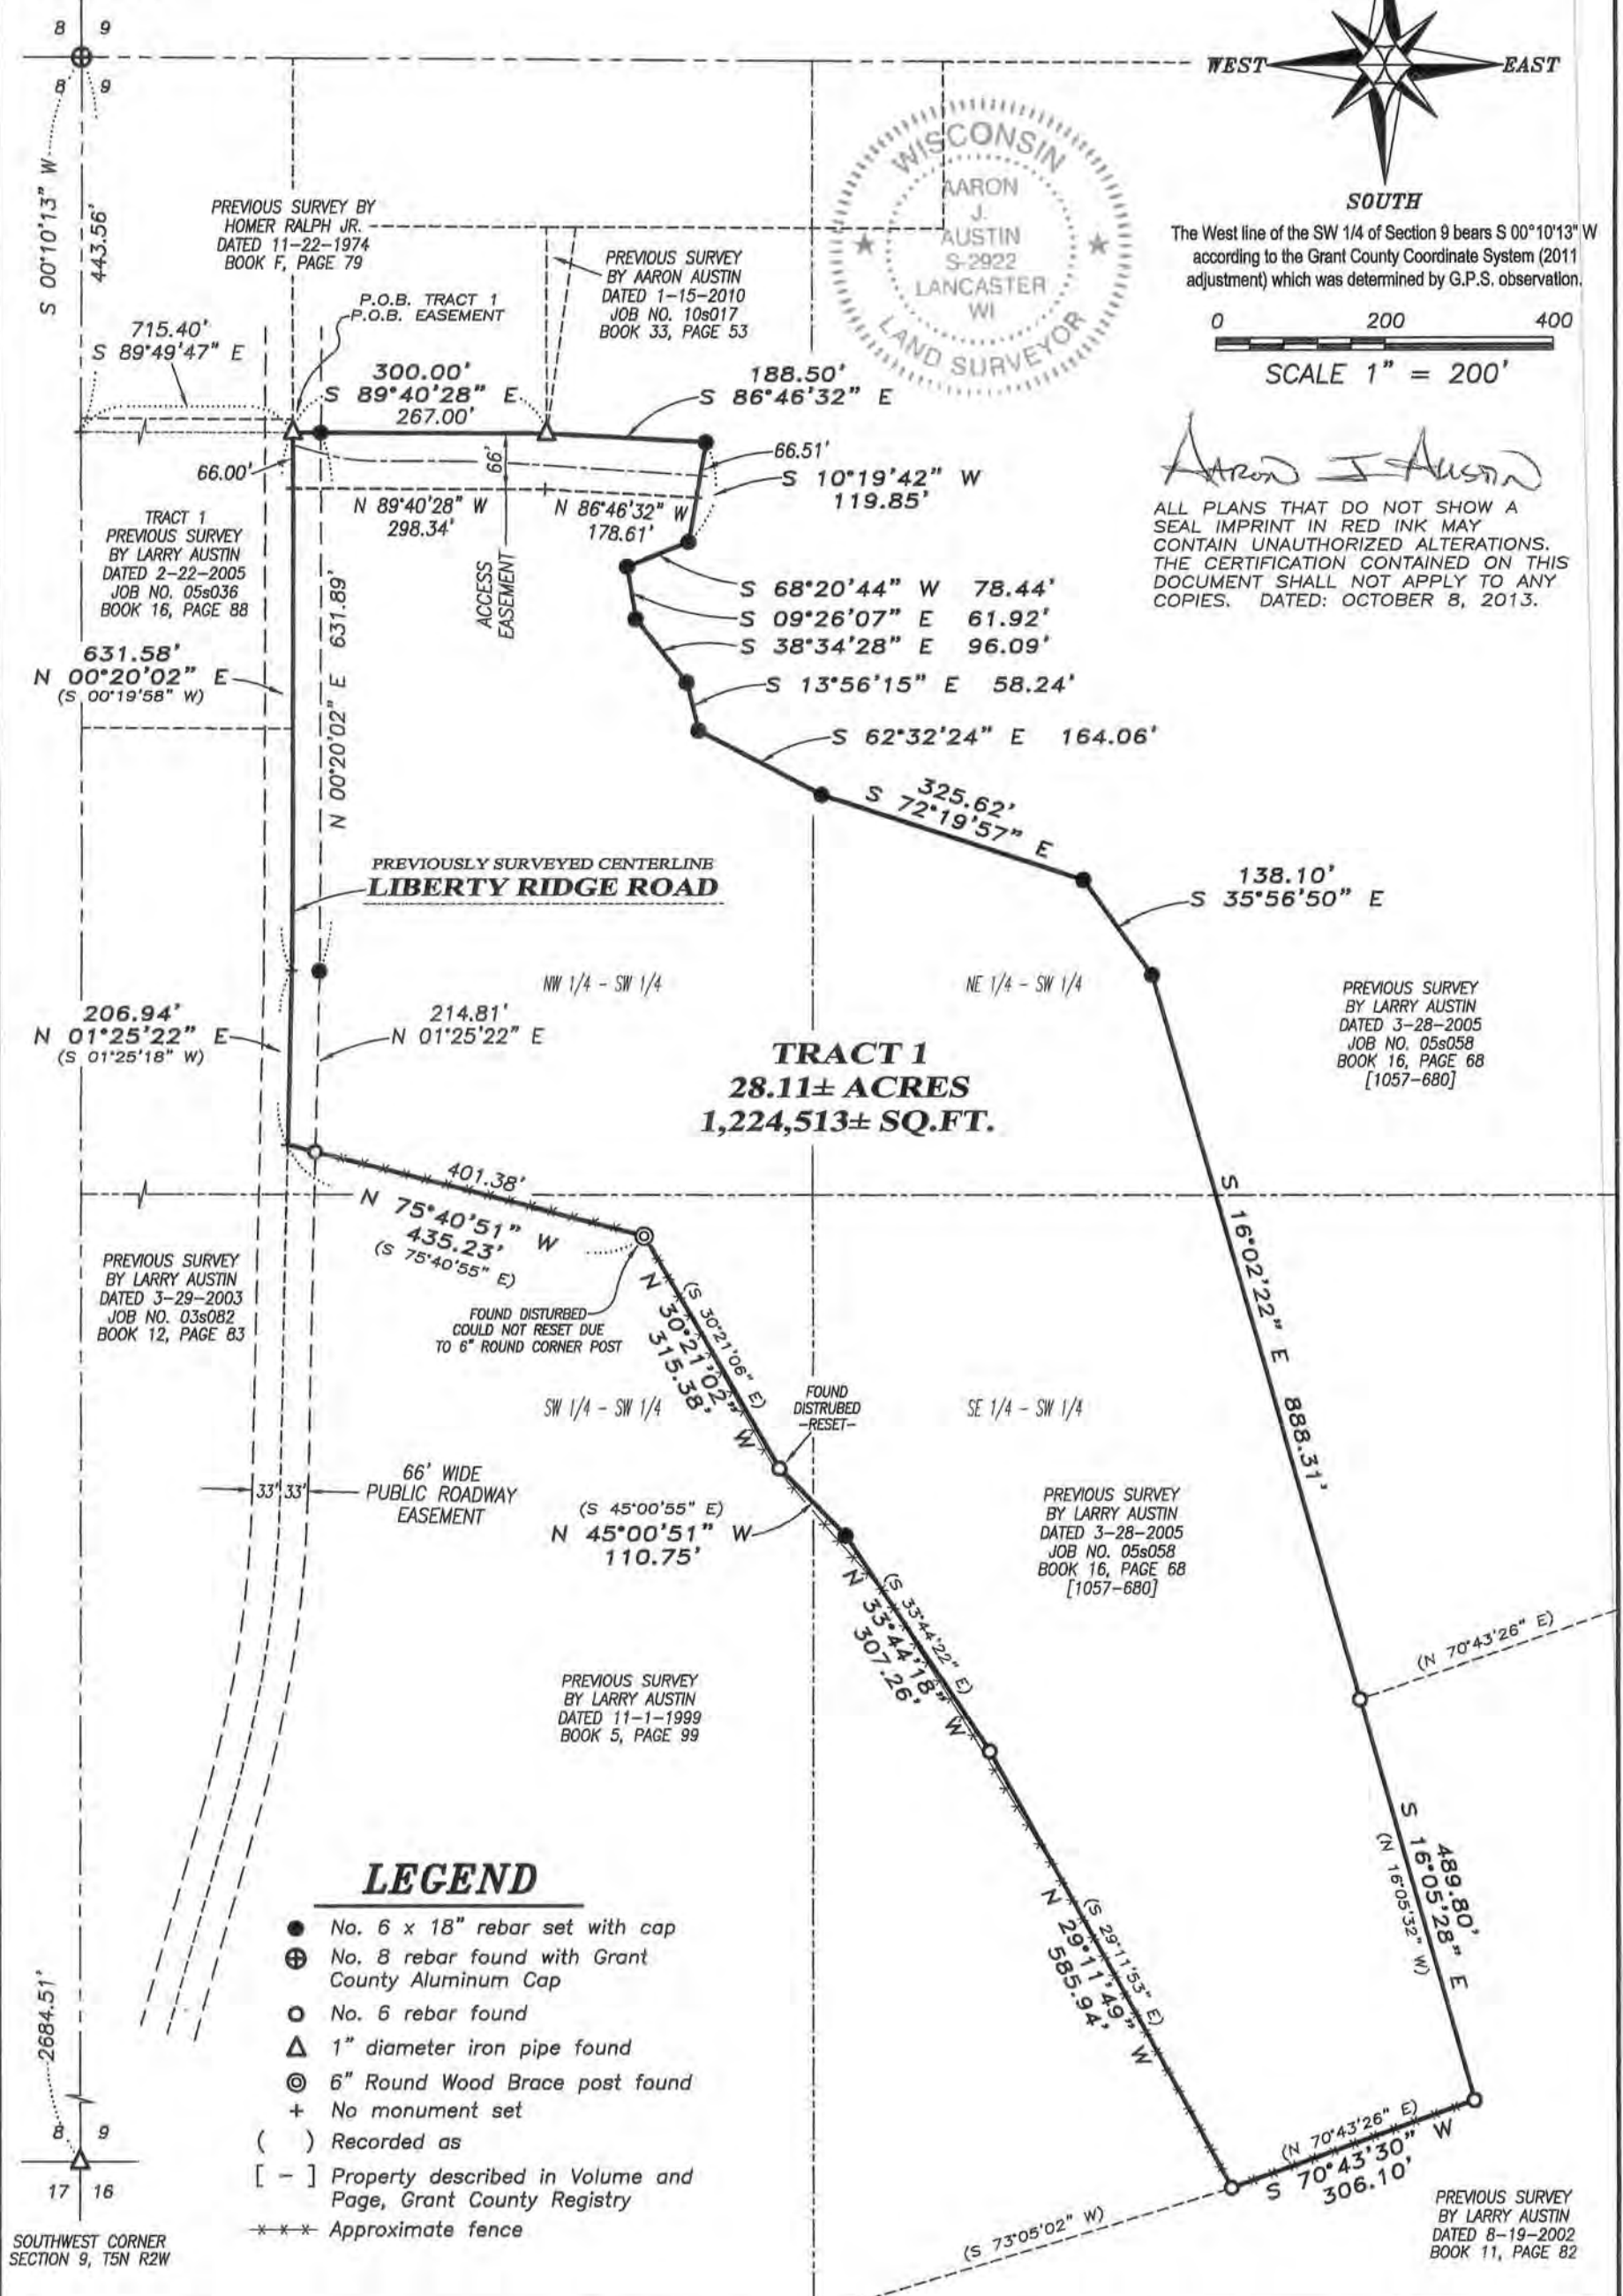 8 9
8 9
WEST
EAST
SOUTH
S 00°10'13" W
443.56'
PREVIOUS SURVEY BY
HOMER RALPH JR.
DATED 11-22-1974
BOOK F, PAGE 79
P.O.B. TRACT 1
P.O.B. EASEMENT
PREVIOUS SURVEY
BY AARON AUSTIN
DATED 1-15-2010
JOB NO. 10s017
BOOK 33, PAGE 53
WISCONSIN
AARON
J.
AUSTIN
S-2922
LANCASTER
WI
LAND SURVEYOR
The West line of the SW 1/4 of Section 9 bears S 00°10'13" W
according to the Grant County Coordinate System (2011
adjustment) which was determined by G.P.S. observation.
0 200 400
SCALE 1" = 200'
AARON J AUSTIN
ALL PLANS THAT DO NOT SHOW A
SEAL IMPRINT IN RED INK MAY
CONTAIN UNAUTHORIZED ALTERATIONS.
THE CERTIFICATION CONTAINED ON THIS
DOCUMENT SHALL NOT APPLY TO ANY
COPIES. DATED: OCTOBER 8, 2013.
715.40'
S 89°49'47" E
300.00'
S 89°40'28" E
267.00'
188.50'
S 86°46'32" E
66.00'
66'
66.51'
S 10°19'42" W
119.85'
N 89°40'28" W
298.34'
N 86°46'32" W
178.61'
ACCESS
EASEMENT
TRACT 1
PREVIOUS SURVEY
BY LARRY AUSTIN
DATED 2-22-2005
JOB NO. 05s036
BOOK 16, PAGE 88
S 68°20'44" W 78.44'
S 09°26'07" E 61.92'
S 38°34'28" E 96.09'
S 13°56'15" E 58.24'
S 62°32'24" E 164.06'
631.58'
N 00°20'02" E
(S 00°19'58" W)
N 00°20'02" E 631.89'
325.62'
S 72°19'57" E
138.10'
S 35°56'50" E
PREVIOUSLY SURVEYED CENTERLINE
LIBERTY RIDGE ROAD
NW 1/4 - SW 1/4
NE 1/4 - SW 1/4
PREVIOUS SURVEY
BY LARRY AUSTIN
DATED 3-28-2005
JOB NO. 05s058
BOOK 16, PAGE 68
[1057-680]
206.94'
N 01°25'22" E
(S 01°25'18" W)
214.81'
N 01°25'22" E
TRACT 1
28.11± ACRES
1,224,513± SQ.FT.
401.38'
N 75°40'51" W
435.23'
(S 75°40'55" E)
S 16°02'22" E 888.31'
PREVIOUS SURVEY
BY LARRY AUSTIN
DATED 3-29-2003
JOB NO. 03s082
BOOK 12, PAGE 83
FOUND DISTURBED
COULD NOT RESET DUE
TO 6" ROUND CORNER POST
(S 30°21'06" E)
N 30°21'02" W
315.38'
SW 1/4 - SW 1/4
FOUND
DISTRUBED
-RESET-
SE 1/4 - SW 1/4
33' 33'
66' WIDE
PUBLIC ROADWAY
EASEMENT
(S 45°00'55" E)
N 45°00'51" W
110.75'
PREVIOUS SURVEY
BY LARRY AUSTIN
DATED 3-28-2005
JOB NO. 05s058
BOOK 16, PAGE 68
[1057-680]
(S 33°44'22" E)
N 33°44'18" W
307.26'
(N 70°43'26" E)
PREVIOUS SURVEY
BY LARRY AUSTIN
DATED 11-1-1999
BOOK 5, PAGE 99
489.80'
S 16°05'28" E
(N 16°05'32" W)
(S 29°11'53" E)
N 29°11'49" W
585.94'
LEGEND
No. 6 x 18" rebar set with cap
No. 8 rebar found with Grant
County Aluminum Cap
No. 6 rebar found
1" diameter iron pipe found
6" Round Wood Brace post found
+ No monument set
( ) Recorded as
[ - ] Property described in Volume and
Page, Grant County Registry
Approximate fence
2684.51'
8 9
17 16
SOUTHWEST CORNER
SECTION 9, T5N R2W
(N 70°43'26" E)
S 70°43'30" W
306.10'
(S 73°05'02" W)
PREVIOUS SURVEY
BY LARRY AUSTIN
DATED 8-19-2002
BOOK 11, PAGE 82